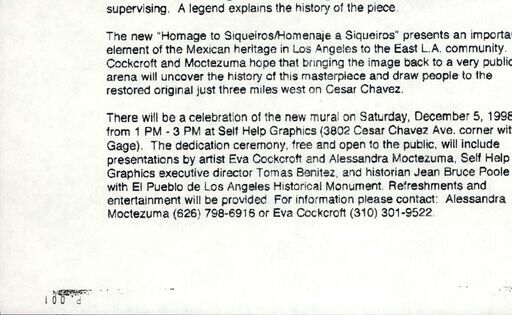 supervising. A legend explains the history of the piece.
The new "Homage to Siqueiros/Homenaje a Siqueiros" presents an importa
element of the Mexican heritage in Los Angeles to the East L.A. community.
Cockcroft and Moctezuma hope that bringing the image back to a very public
arena will uncover the history of this masterpiece and draw people to the
restored original just three miles west on Cesar Chavez.
There will be a celebration of the new mural on Saturday, December 5, 1998
from 1 PM - 3 PM at Self Help Graphics (3802 Cesar Chavez Ave. corner wit
Gage). The dedication ceremony, free and open to the public, will include
presentations by artist Eva Cockcroft and Alessandra Moctezuma, Self Help
Graphics executive director Tomas Benitez, and historian Jean Bruce Poole
with El Pueblo de Los Angeles Historical Monument. Refreshments and
entertainment will be provided. For information please contact: Alessandra
Moctezuma (626) 798-6916 or Eva Cockcroft (310) 301-9522.
P.001